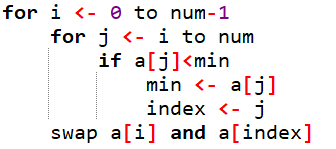 for i <- 0 to num-1
    for j <- i to num
        if a[j]<min
            min <- a[j]
            index <- j
    swap a[i] and a[index]